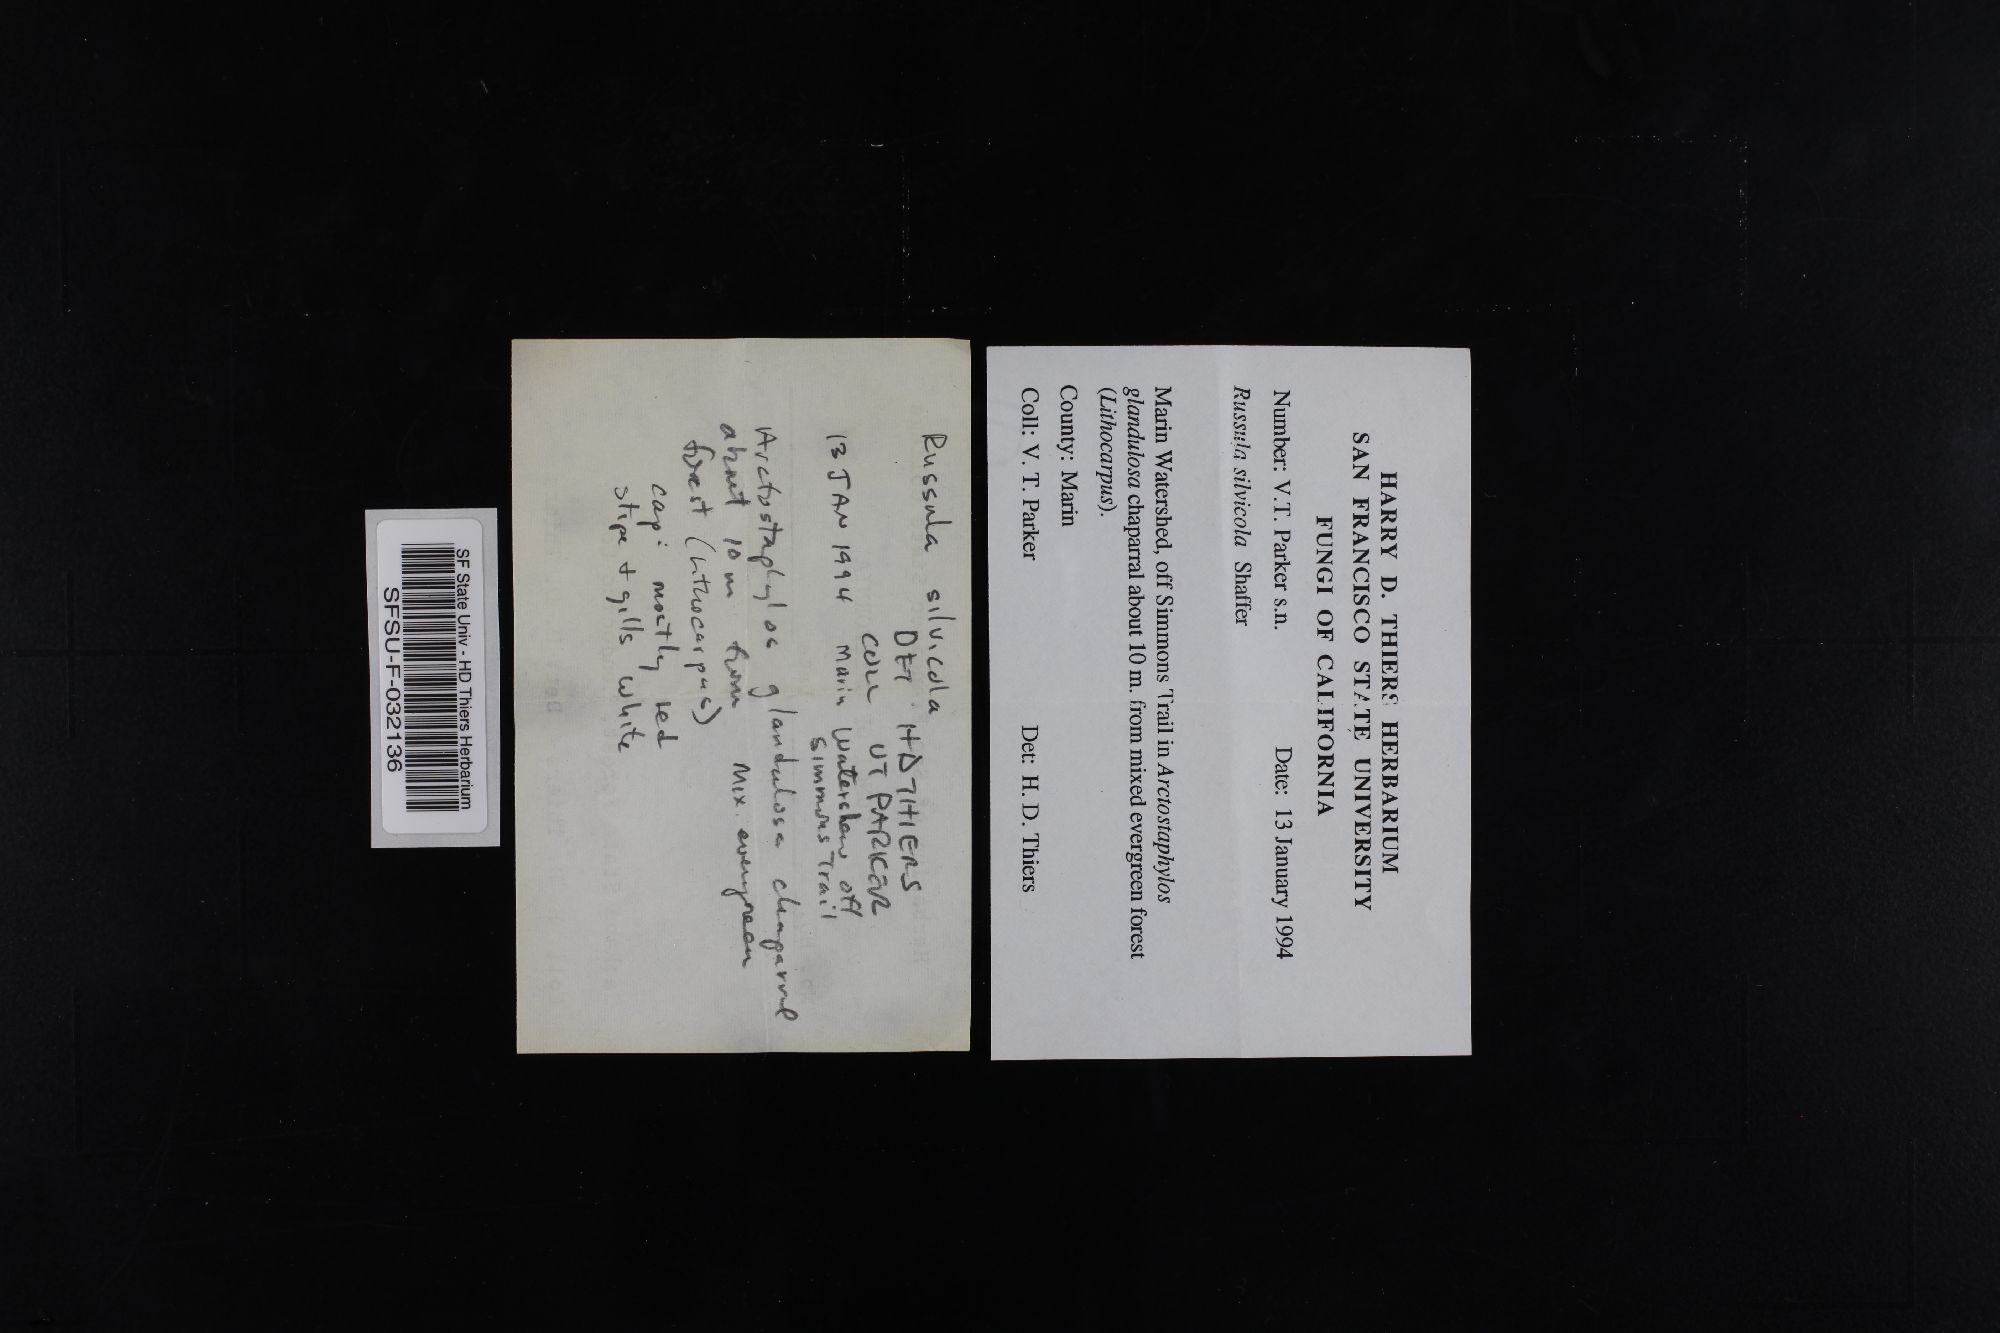 HARRY D. THIERS HERBARIUM
SAN FRANCISCO STATE UNIVERSITY
FUNGI OF CALIFORNIA
Number: V.T. Parker s.n. Date: 13 January 1994
Russula silvicola Shaffer
Marin Watershed, off Simmons Trail in Arctostaphylos
glandulosa chaparral about 10 m. from mixed evergreen forest
(Lithocarpus).
County: Marin
Coll: V. T. Parker Det: H. D. Thiers
Russula silvicola
DET. HD THIERS
COLL VT PARKER
13 JAN 1994 Marin Watershed off
Simmons Trail
Arctostaphylos glandulosa chaparral
about 10 m from mix. evergreen
forest (Lithocarpus)
cap: mostly red
stipe + gills white
SF State Univ - HD Thiers Herbarium
SFSU-F-032136